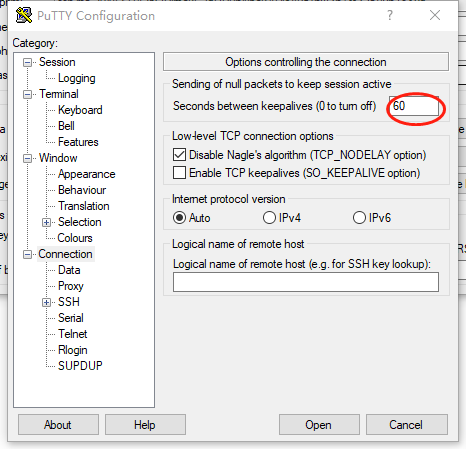 PuTTY Configuration
Category:
Session
Logging
Terminal
Keyboard
Bell
Features
Window
Appearance
Behaviour
Translation
Selection
Colours
Connection
Data
Proxy
SSH
Serial
Telnet
Rlogin
SUPDUP
Options controlling the connection
Sending of null packets to keep session active
Seconds between keepalives (0 to turn off)
60
Low-level TCP connection options
Disable Nagle's algorithm (TCP_NODELAY option)
Enable TCP keepalives (SO_KEEPALIVE option)
Internet protocol version
Auto
IPv4
IPv6
Logical name of remote host
Logical name of remote host (e.g. for SSH key lookup):
About
Help
Open
Cancel